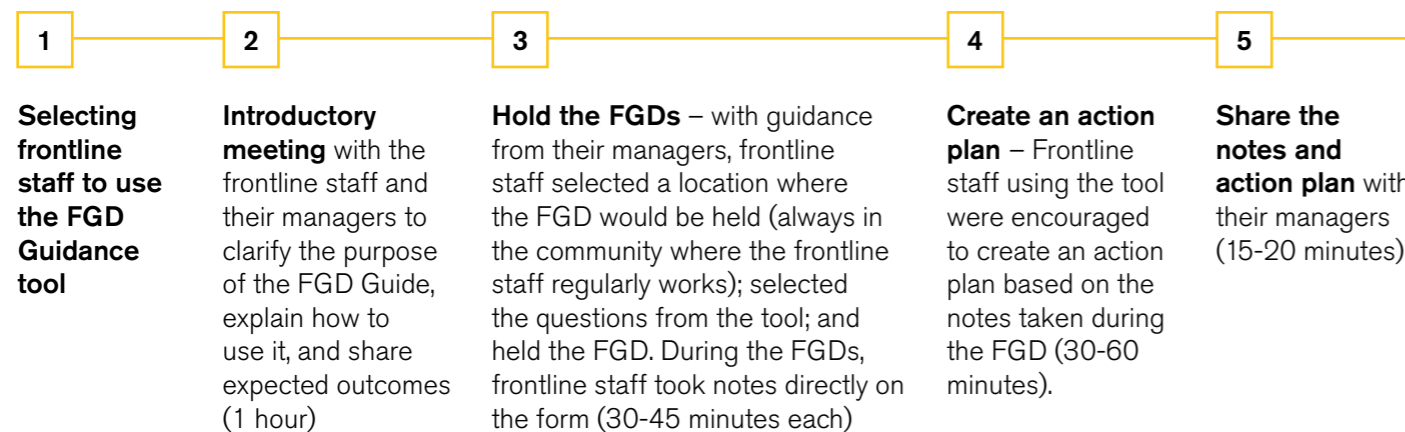 1
Selecting
frontline
staff to use
the FGD
Guidance
tool
2
Introductory
meeting with the
frontline staff and
their managers to
clarify the purpose
of the FGD Guide,
explain how to
use it, and share
expected outcomes
(1 hour)
3
Hold the FGDs – with guidance
from their managers, frontline
staff selected a location where
the FGD would be held (always in
the community where the frontline
staff regularly works); selected
the questions from the tool; and
held the FGD. During the FGDs,
frontline staff took notes directly on
the form (30-45 minutes each)
4
Create an action
plan – Frontline
staff using the tool
were encouraged
to create an action
plan based on the
notes taken during
the FGD (30-60
minutes).
5
Share the
notes and
action plan with
their managers
(15-20 minutes)